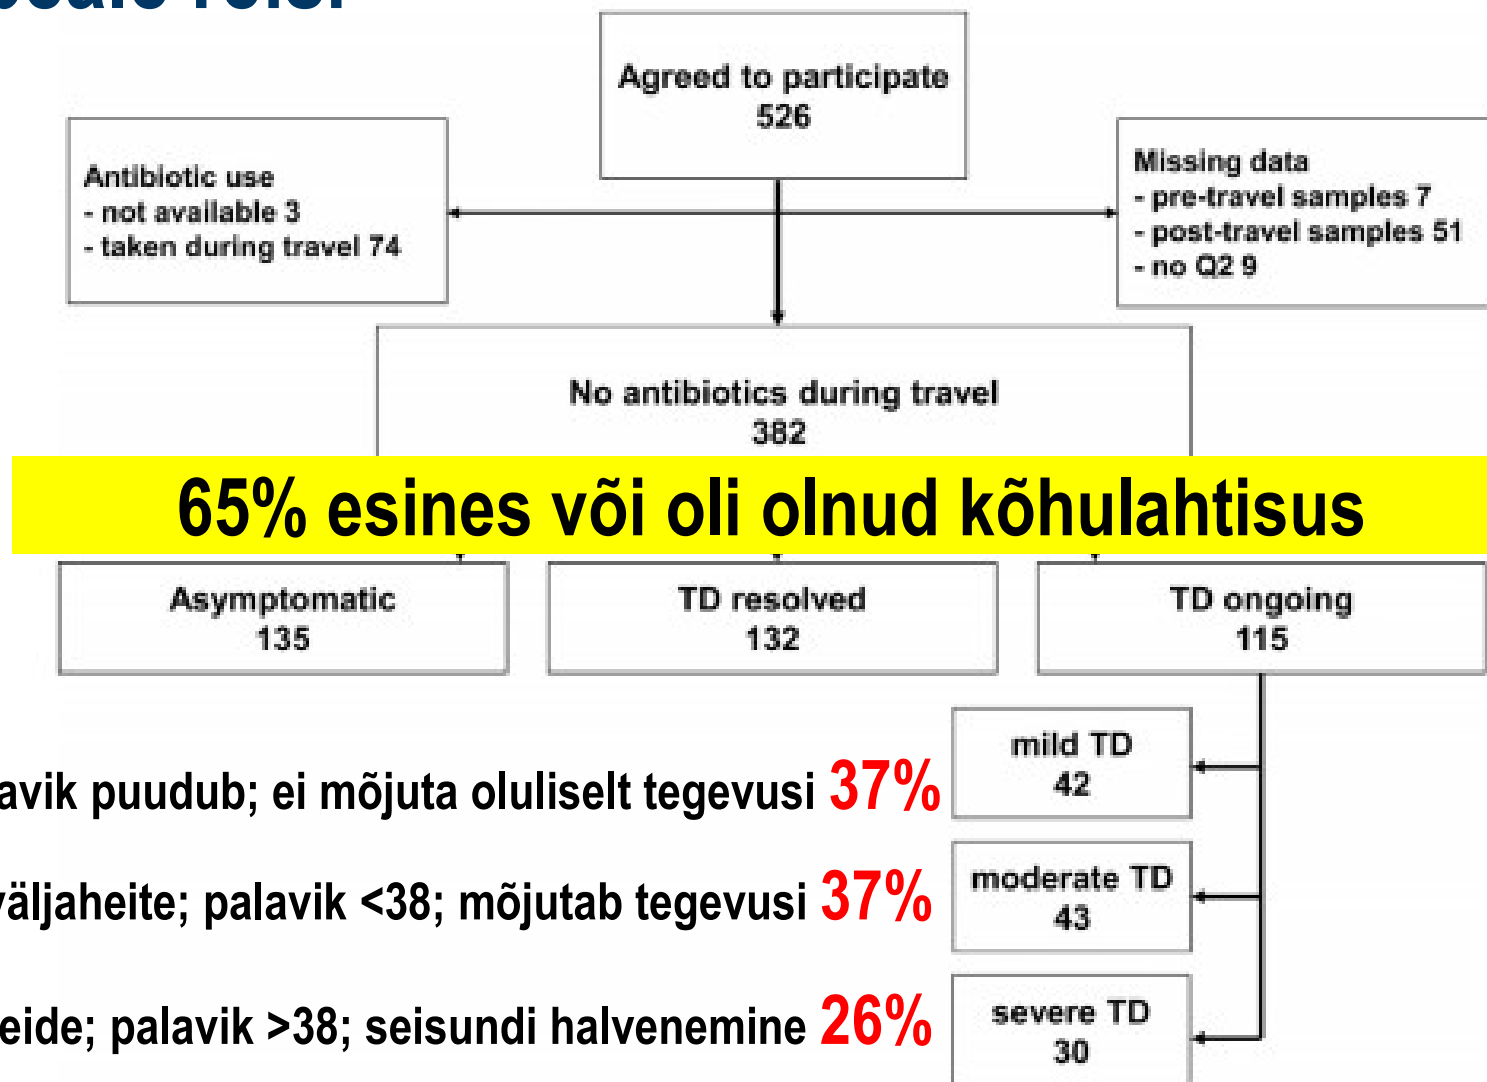 Agreed to participate
526
Antibiotic use
- not available 3
- taken during travel 74
Missing data
- pre-travel samples 7
- post-travel samples 51
- no Q2 9
No antibiotics during travel
382
65% esines või oli olnud kõhulahtisus
Asymptomatic
135
TD resolved
132
TD ongoing
115
puudub; ei mõjuta oluliselt tegevusi 37%
mild TD
42
väljaheite; palavik <38; mõjutab tegevusi 37%
moderate TD
43
palavik >38; seisundi halvenemine 26%
severe TD
30